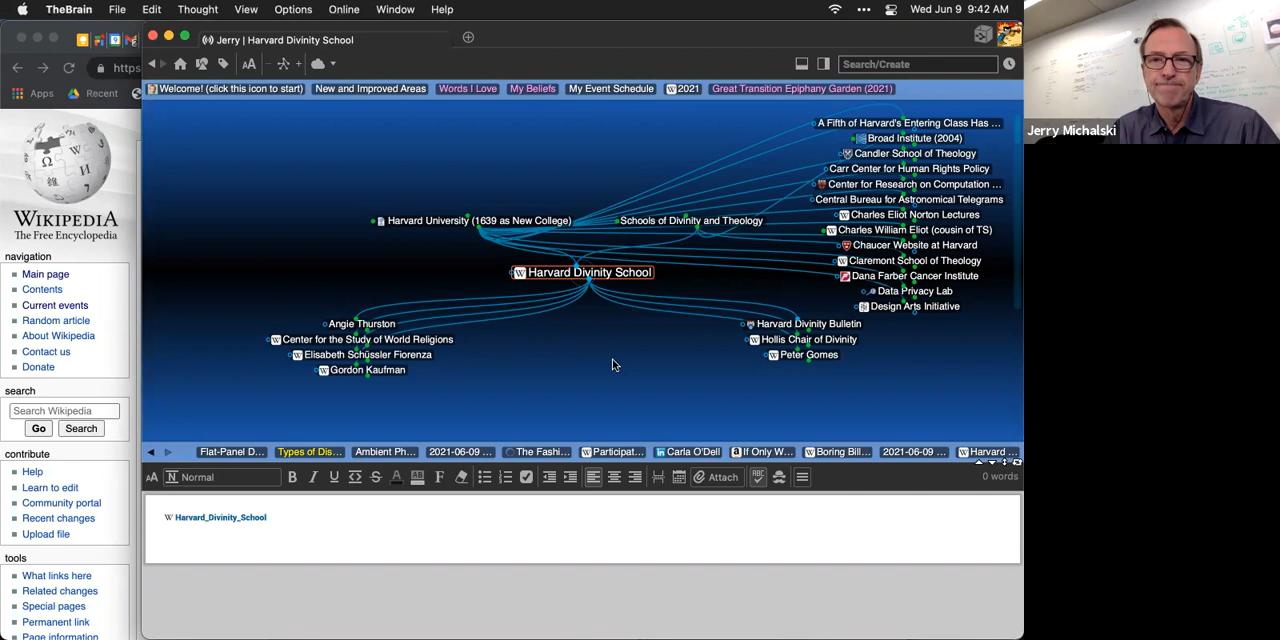 TheBrain File Edit Thought View Options Online Window Help Wed Jun 9 9:42 AM
Jerry | Harvard Divinity School
https
Apps Recent
Search/Create
Welcome! (click this icon to start) New and Improved Areas Words I Love My Beliefs My Event Schedule 2021 Great Transition Epiphany Garden (2021)
WIKIPEDIA
The Free Encyclopedia
navigation
Main page
Contents
Current events
Random article
About Wikipedia
Contact us
Donate
search
Search Wikipedia
Go Search
contribute
Help
Learn to edit
Community portal
Recent changes
Upload file
tools
What links here
Related changes
Special pages
Permanent link
Page information
Harvard University (1639 as New College)
Schools of Divinity and Theology
Harvard Divinity School
A Fifth of Harvard's Entering Class Has ...
Broad Institute (2004)
Candler School of Theology
Carr Center for Human Rights Policy
Center for Research on Computation ...
Central Bureau for Astronomical Telegrams
Charles Eliot Norton Lectures
Charles William Eliot (cousin of TS)
Chaucer Website at Harvard
Claremont School of Theology
Dana Farber Cancer Institute
Data Privacy Lab
Design Arts Initiative
Angie Thurston
Center for the Study of World Religions
Elisabeth Schüssler Fiorenza
Gordon Kaufman
Harvard Divinity Bulletin
Hollis Chair of Divinity
Peter Gomes
Flat-Panel D... Types of Dis... Ambient Ph... 2021-06-09 ... The Fashi... Participat... Carla O'Dell If Only W... Boring Bill... 2021-06-09 ... Harvard ...
Normal Attach 0 words
Harvard_Divinity_School
Jerry Michalski